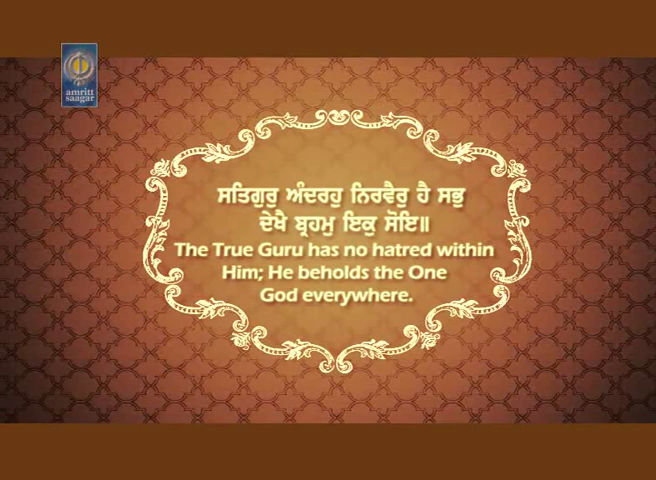 amritt
saagar
ਸਤਿਗੁਰੁ ਅੰਦਰਹੁ ਨਿਰਵੈਰੁ ਹੈ ਸਭੁ
ਦੇਖੈ ਬ੍ਰਹਮੁ ਇਕੁ ਸੋਇ॥
The True Guru has no hatred within
Him; He beholds the One
God everywhere.